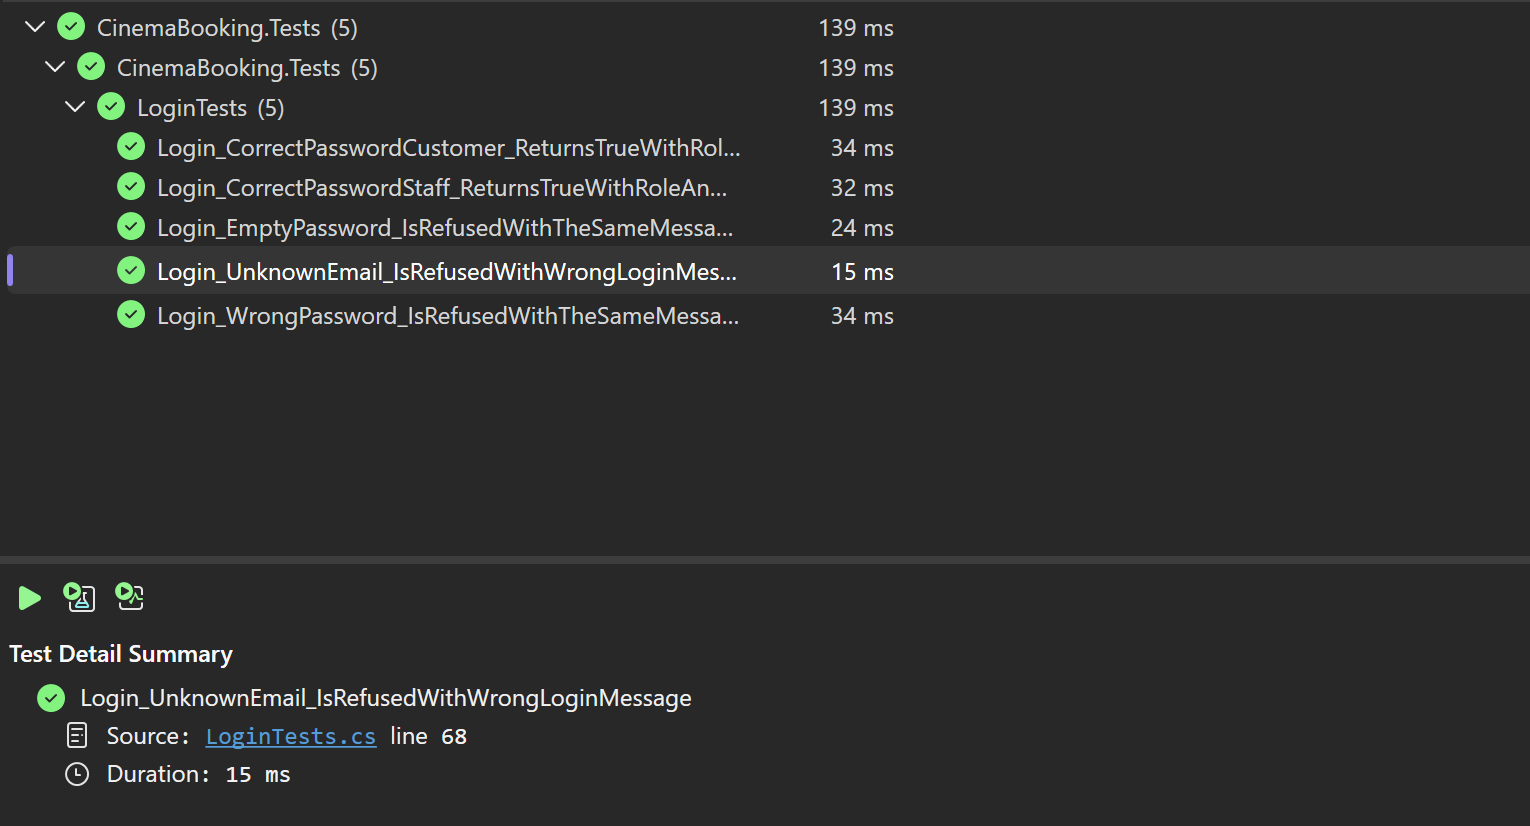 CinemaBooking.Tests (5) 139 ms
CinemaBooking.Tests (5) 139 ms
LoginTests (5) 139 ms
Login_CorrectPasswordCustomer_ReturnsTrueWithRol... 34 ms
Login_CorrectPasswordStaff_ReturnsTrueWithRoleAn... 32 ms
Login_EmptyPassword_IsRefusedWithTheSameMessa... 24 ms
Login_UnknownEmail_IsRefusedWithWrongLoginMes... 15 ms
Login_WrongPassword_IsRefusedWithTheSameMessa... 34 ms
Test Detail Summary
Login_UnknownEmail_IsRefusedWithWrongLoginMessage
Source: LoginTests.cs line 68
Duration: 15 ms